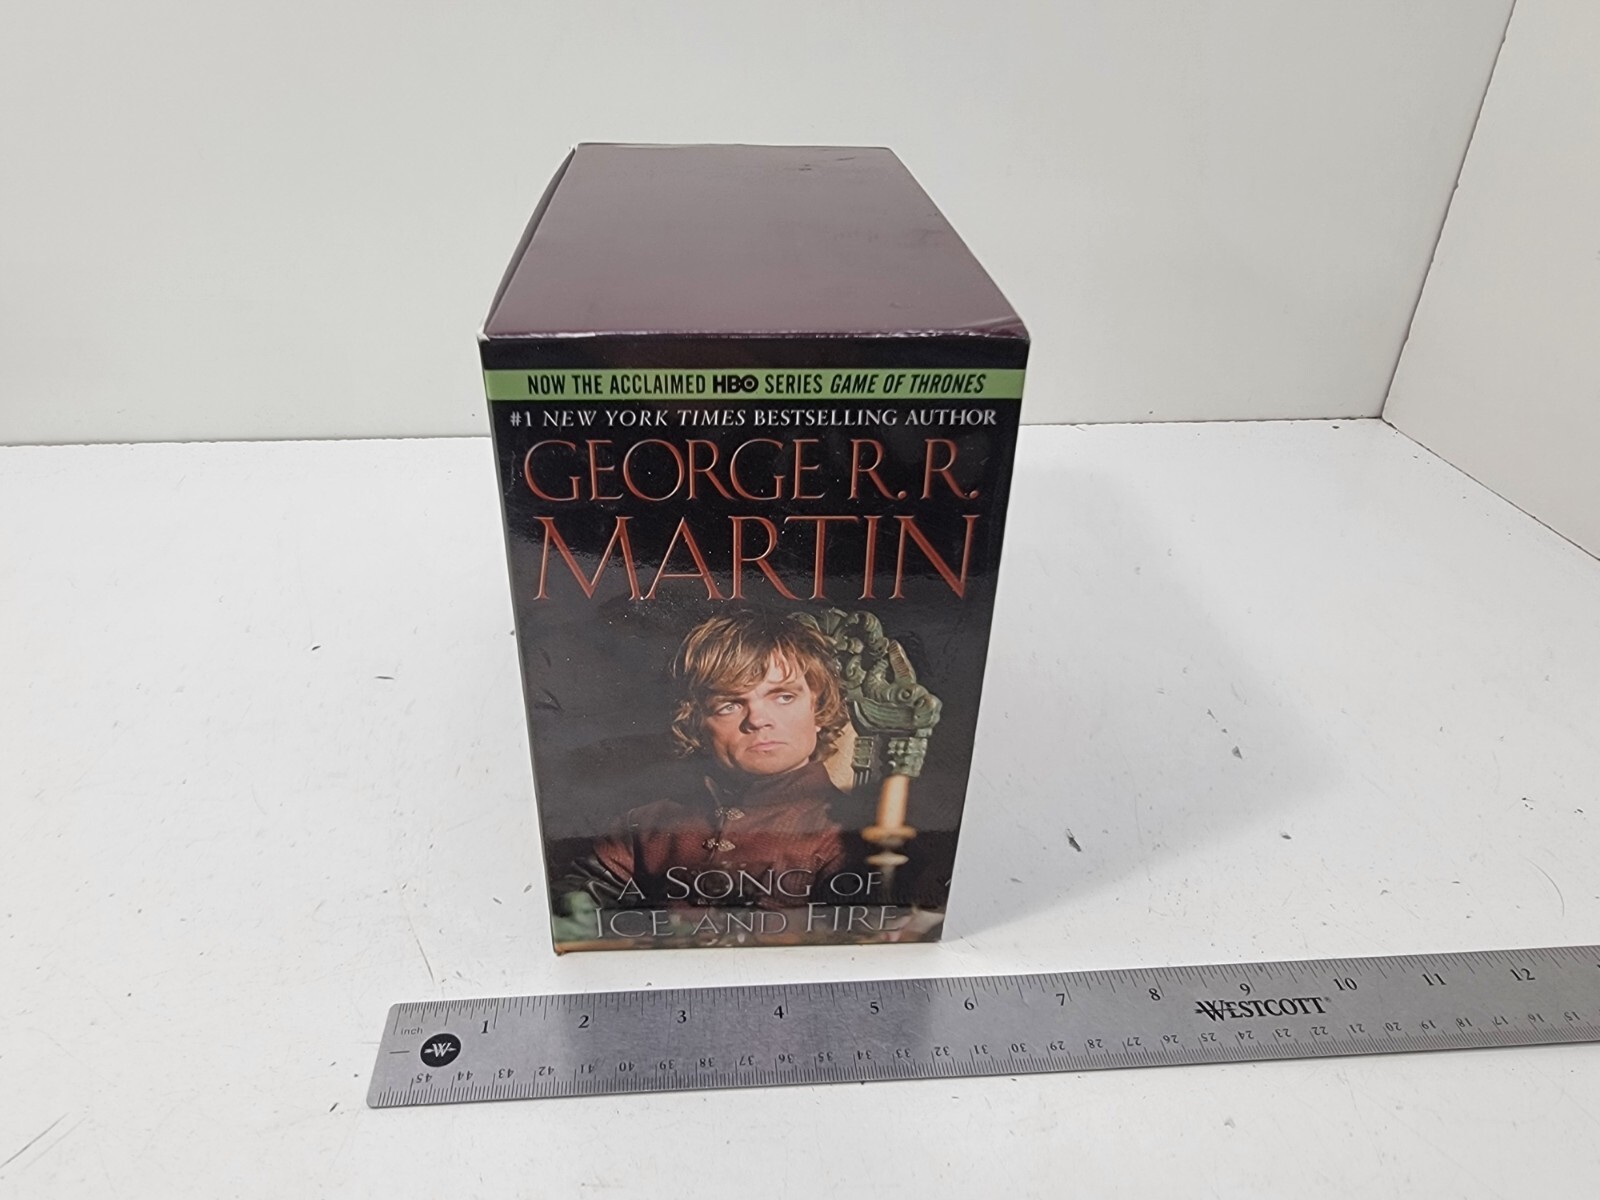 NOW THE ACCLAIMED HBO SERIES GAME OF THRONES
#1 NEW YORK TIMES BESTSELLING AUTHOR
GEORGE R. R.
MARTIN
A SONG OF
ICE AND FIRE
1 2 3 4 5 6 7 8 9 10 11 12
inch
W
WESTCOTT®
45 44 43 42 41 40 39 38 37 36 35 34 33 32 31 30 29 28 27 26 25 24 23 22 21 20 19 18 17 16 15